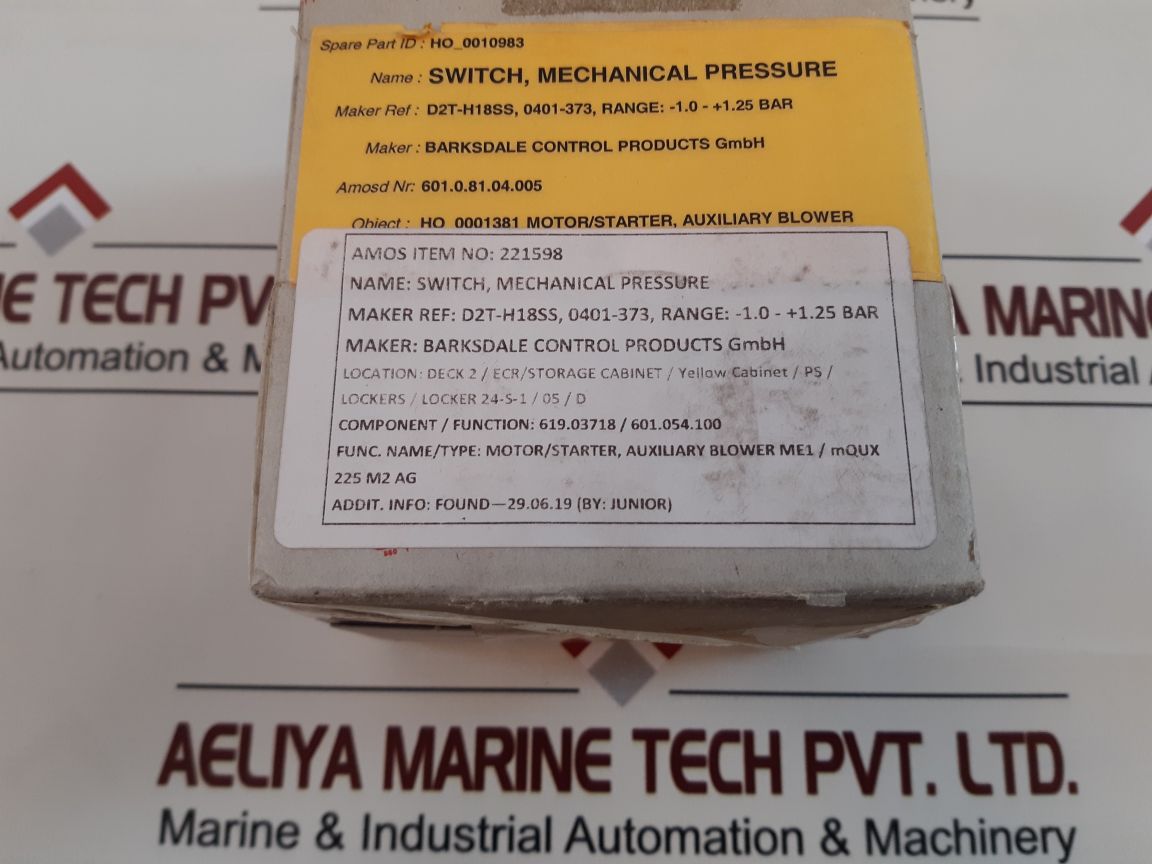 Spare Part ID : HO_0010983
Name : SWITCH, MECHANICAL PRESSURE
Maker Ref : D2T-H18SS, 0401-373, RANGE: -1.0 - +1.25 BAR
Maker : BARKSDALE CONTROL PRODUCTS GmbH
Amosd Nr: 601.0.81.04.005
Object : HO_0001381 MOTOR/STARTER, AUXILIARY BLOWER
AMOS ITEM NO: 221598
NAME: SWITCH, MECHANICAL PRESSURE
MAKER REF: D2T-H18SS, 0401-373, RANGE: -1.0 - +1.25 BAR
MAKER: BARKSDALE CONTROL PRODUCTS GmbH
LOCATION: DECK 2 / ECR/STORAGE CABINET / Yellow Cabinet / PS /
LOCKERS / LOCKER 24-S-1 / 05 / D
COMPONENT / FUNCTION: 619.03718 / 601.054.100
FUNC. NAME/TYPE: MOTOR/STARTER, AUXILIARY BLOWER ME1 / mQUX
225 M2 AG
ADDIT. INFO: FOUND—29.06.19 (BY: JUNIOR)
NE TECH PV
Automation & M
A MARIN
Industrial
AELIYA MARINE TECH PVT. LTD.
Marine & Industrial Automation & Machinery